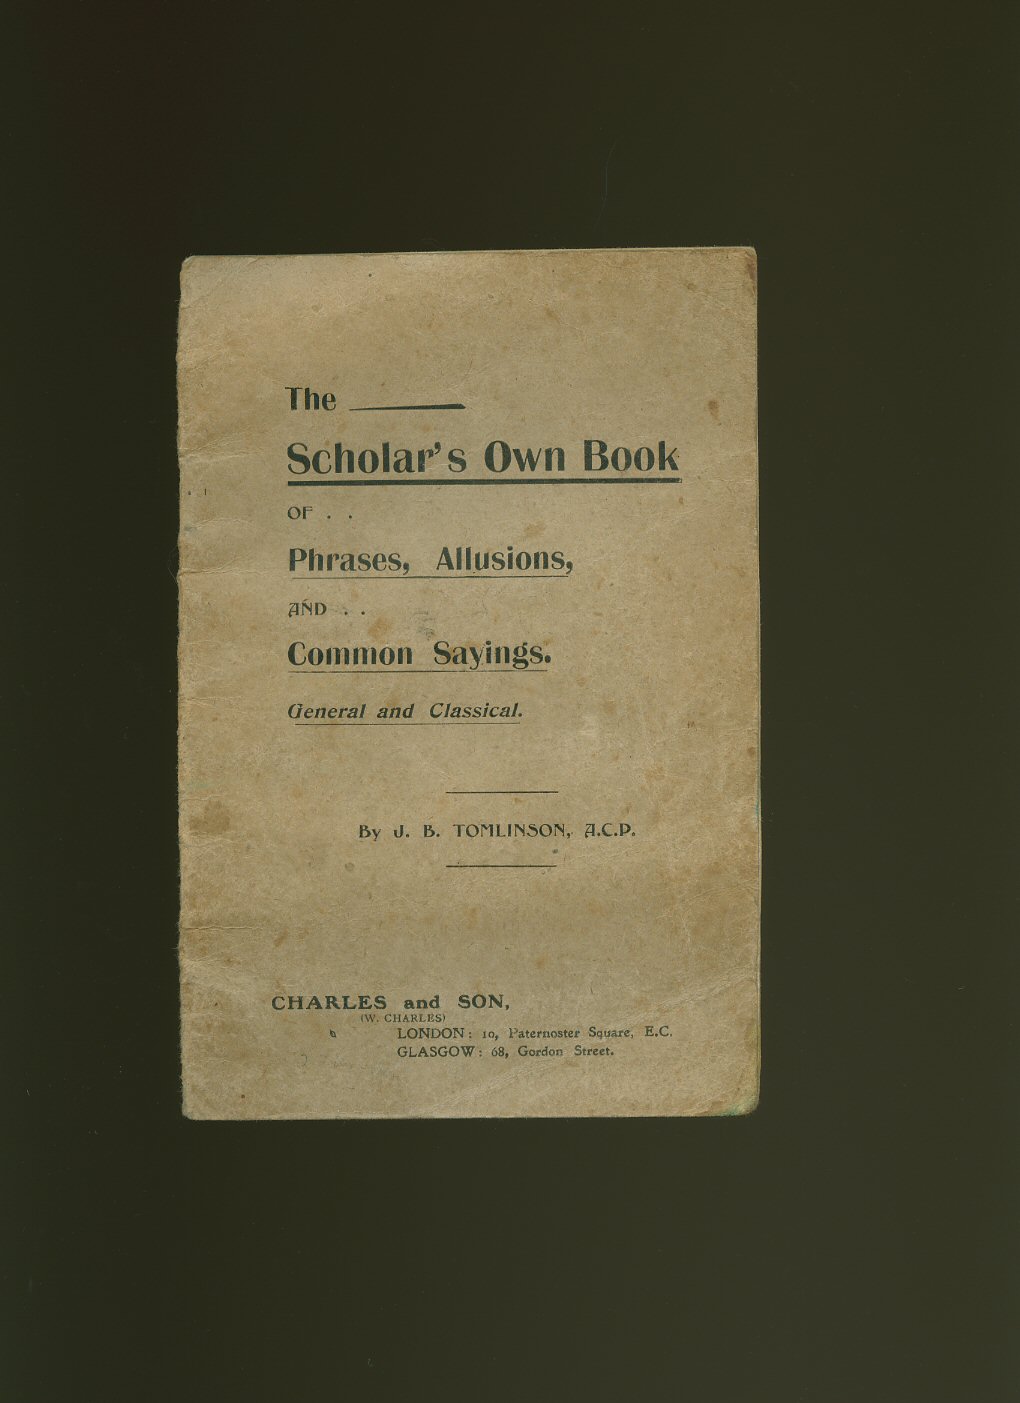 The
Scholar's Own Book
OF . .
Phrases, Allusions,
AND . .
Common Sayings.
General and Classical.
By J. B. TOMLINSON, A.C.P.
CHARLES and SON,
(W. CHARLES)
LONDON: 10, Paternoster Square, E.C.
GLASGOW: 68, Gordon Street.